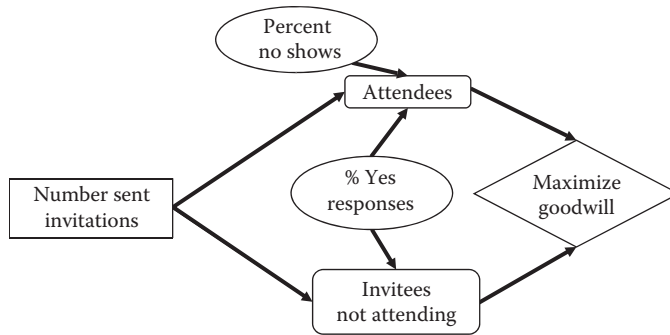 Percent
no shows
Attendees
Number sent
invitations
% Yes
responses
Maximize
goodwill
Invitees
not attending